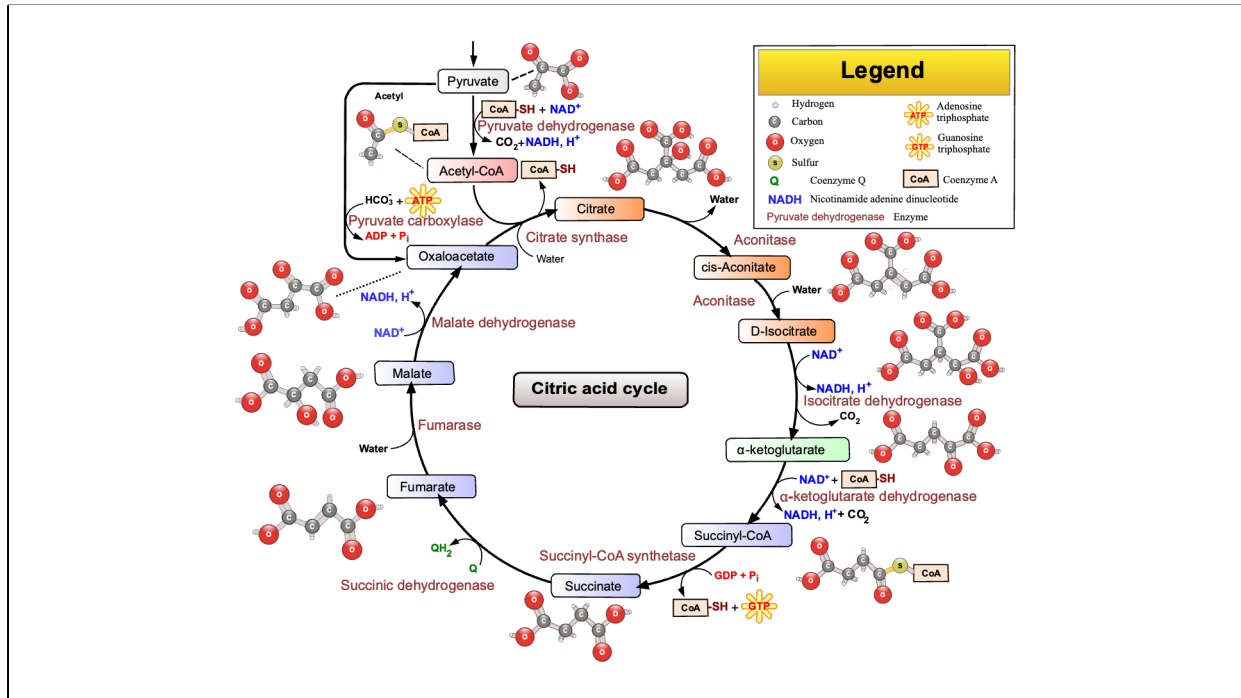 Legend
Hydrogen
C Carbon
O Oxygen
S Sulfur
Q Coenzyme Q
NADH Nicotinamide adenine dinucleotide
Pyruvate dehydrogenase Enzyme
ATP Adenosine triphosphate
GTP Guanosine triphosphate
CoA Coenzyme A
Pyruvate
Acetyl
S CoA
CoA-SH + NAD⁺
Pyruvate dehydrogenase
CO₂+NADH, H⁺
Acetyl-CoA
CoA-SH
HCO₃⁻ + ATP
Pyruvate carboxylase
ADP + Pi
Oxaloacetate
Citrate synthase
Water
Citrate
Water
Aconitase
cis-Aconitate
Aconitase
Water
D-Isocitrate
NAD⁺
NADH, H⁺
Isocitrate dehydrogenase
CO₂
α-ketoglutarate
NAD⁺ + CoA-SH
α-ketoglutarate dehydrogenase
NADH, H⁺ + CO₂
Succinyl-CoA
S CoA
Succinyl-CoA synthetase
GDP + Pi
CoA-SH + GTP
Succinate
Succinic dehydrogenase
Q
QH₂
Fumarate
Water
Fumarase
Malate
NAD⁺
Malate dehydrogenase
NADH, H⁺
Citric acid cycle